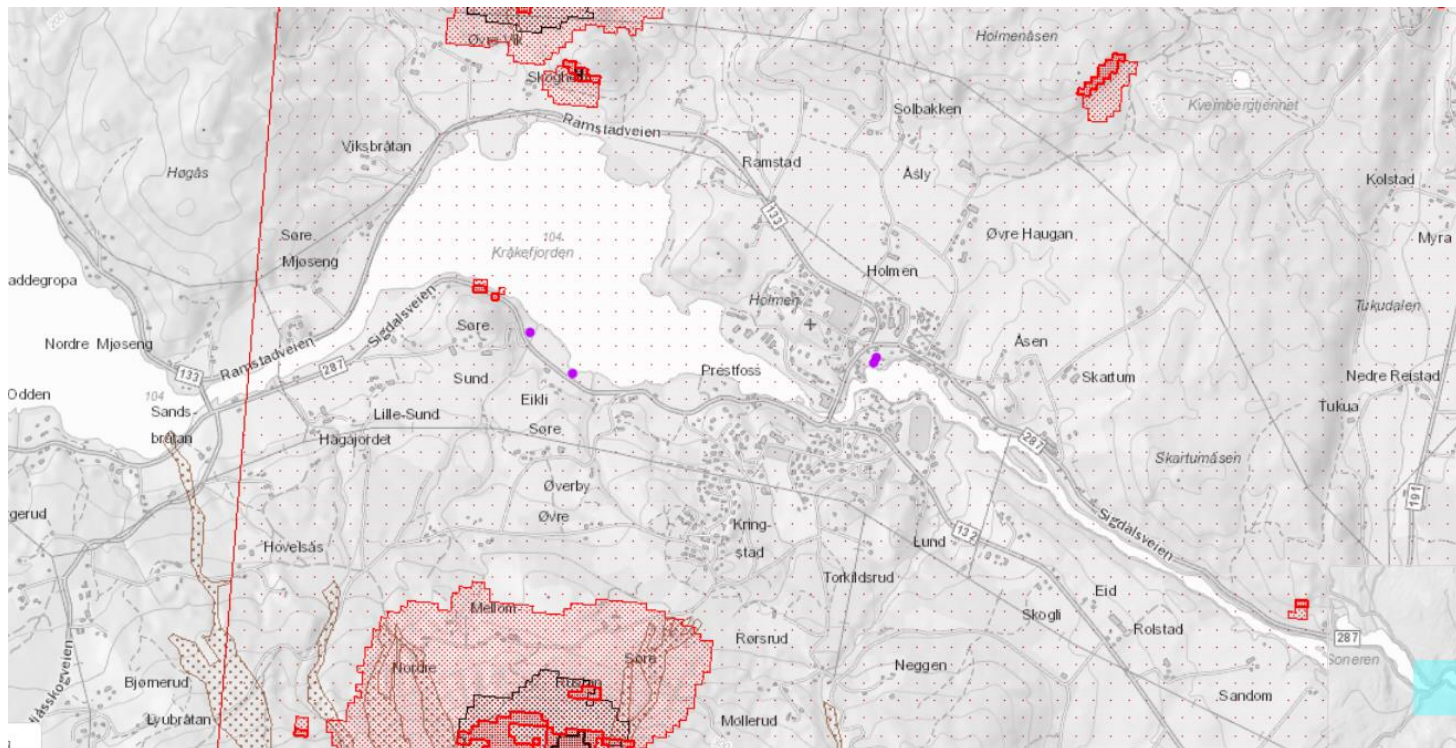 Øvre Vik
Holmenåsen
Kvembergtjennet
Solbakken
Ramstadveien
Viksbråtan
Ramstad
Høgås
Åsly
Kolstad
133
Søre
Mjøseng
104
Kråkefjorden
Øvre Haugan
Myra
Holmen
addegropa
Holmen
Tukudalen
Sigdalsveien
Søre
Nordre Mjøseng
Ramstadveien
287
Åsen
133
Sund
Prestfoss
Skartum
Nedre Reistad
Odden
104
Sands-
bråtan
Lille-Sund
Eikli
Søre
Hagajordet
Tukua
287
Skartumåsen
Øverby
Øvre
191
gerud
Kring-
stad
132
Lund
Sigdalsveien
Hovelsås
Torkildsrud
Eid
Mellom
Skogli
Rørsrud
Rolstad
287
Nordre
Søre
Neggen
Soneren
Bjørnerud
Rustan
Sandom
Lyubråtan
Mollerud